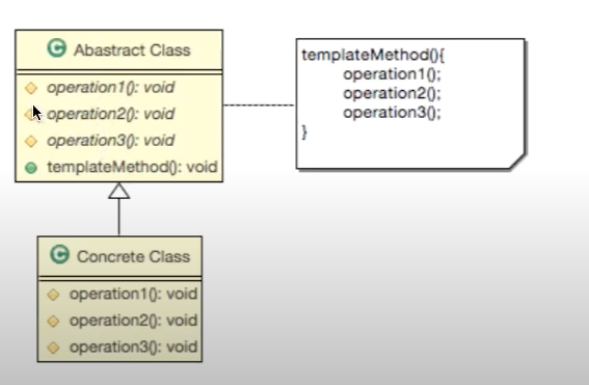 C Abastract Class
operation1(): void
operation2(): void
operation3(): void
templateMethod(): void
templateMethod(){
operation1();
operation2();
operation3();
}
C Concrete Class
operation1(): void
operation2(): void
operation3(): void